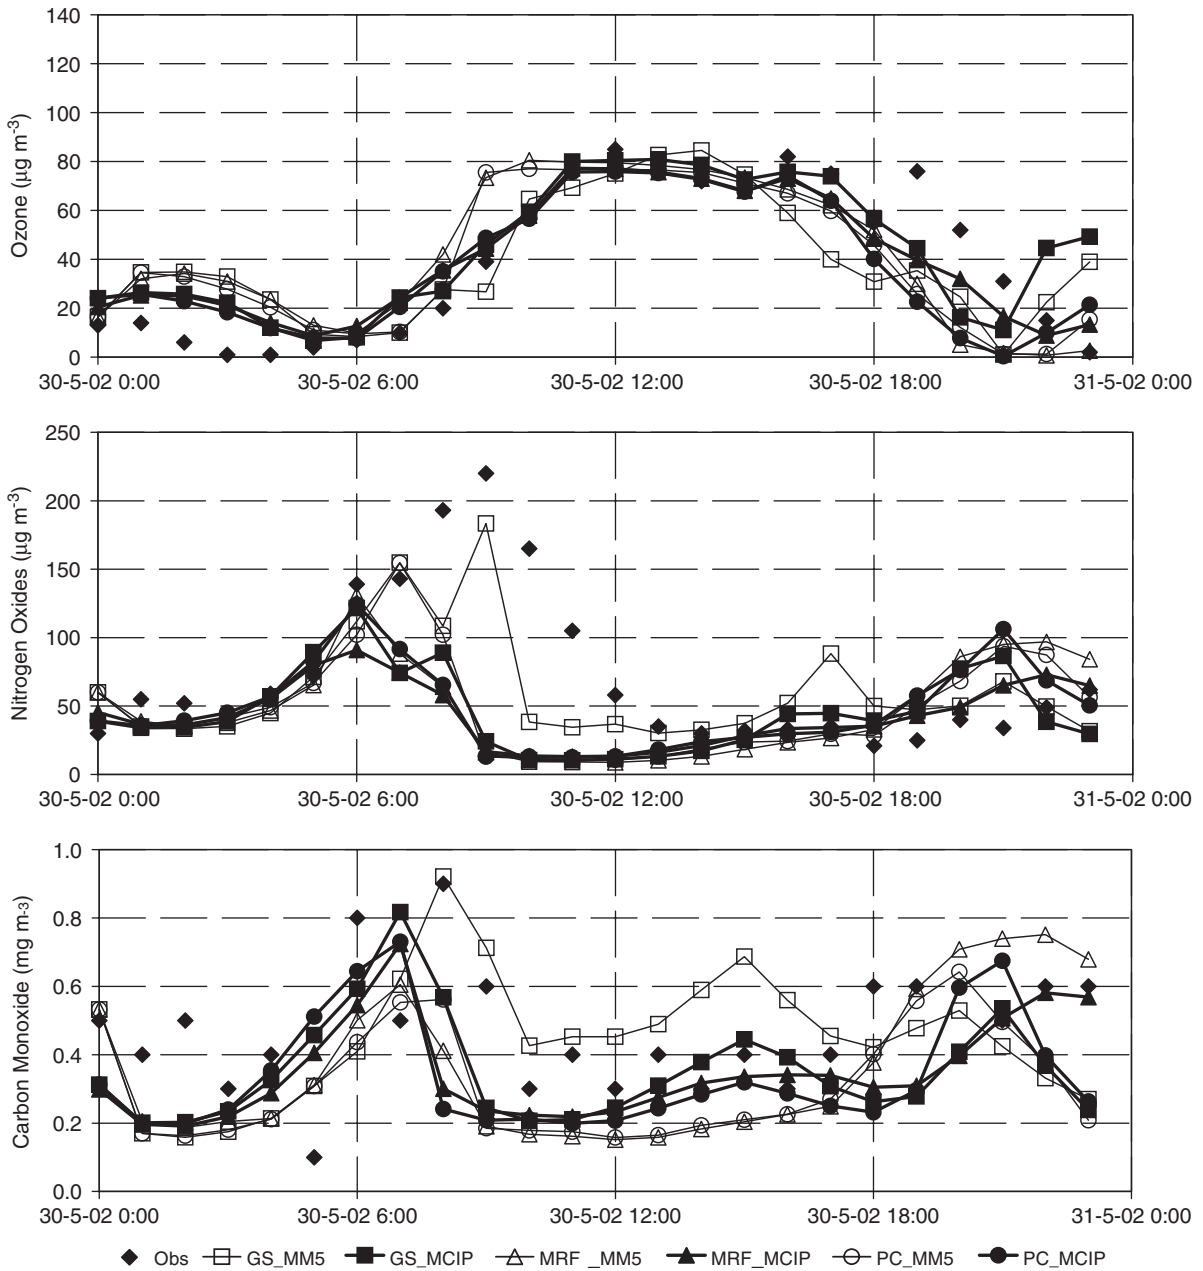 140
120
100
80
60
40
20
0
Ozone (µg m-3)
30-5-02 0:00 30-5-02 6:00 30-5-02 12:00 30-5-02 18:00 31-5-02 0:00
250
200
150
100
50
0
Nitrogen Oxides (µg m-3)
30-5-02 0:00 30-5-02 6:00 30-5-02 12:00 30-5-02 18:00 31-5-02 0:00
1.0
0.8
0.6
0.4
0.2
0.0
Carbon Monoxide (mg m-3)
30-5-02 0:00 30-5-02 6:00 30-5-02 12:00 30-5-02 18:00 31-5-02 0:00
Obs GS_MM5 GS_MCIP MRF _MM5 MRF_MCIP PC_MM5 PC_MCIP